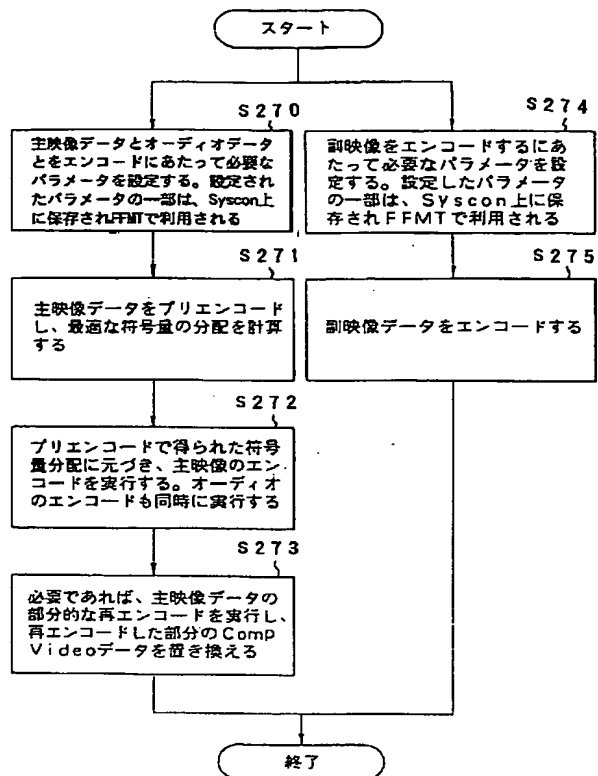 スタート
S270
主映像データとオーディオデータ
とをエンコードにあたって必要な
パラメータを設定する。設定され
たパラメータの一部は、Syscon上
に保存されFFMTで利用される
S271
主映像データをプリエンコード
し、最適な符号量の分配を計算
する
S272
プリエンコードで得られた符号
量分配に元づき、主映像のエン
コードを実行する。オーディオ
のエンコードも同時に実行する
S273
必要であれば、主映像データの
部分的な再エンコードを実行し、
再エンコードした部分のComp
Videoデータを置き換える
S274
副映像をエンコードするにあ
たって必要なパラメータを設
定する。設定したパラメータ
の一部は、Syscon上に保
存されFFMTで利用される
S275
副映像データをエンコードする
終了